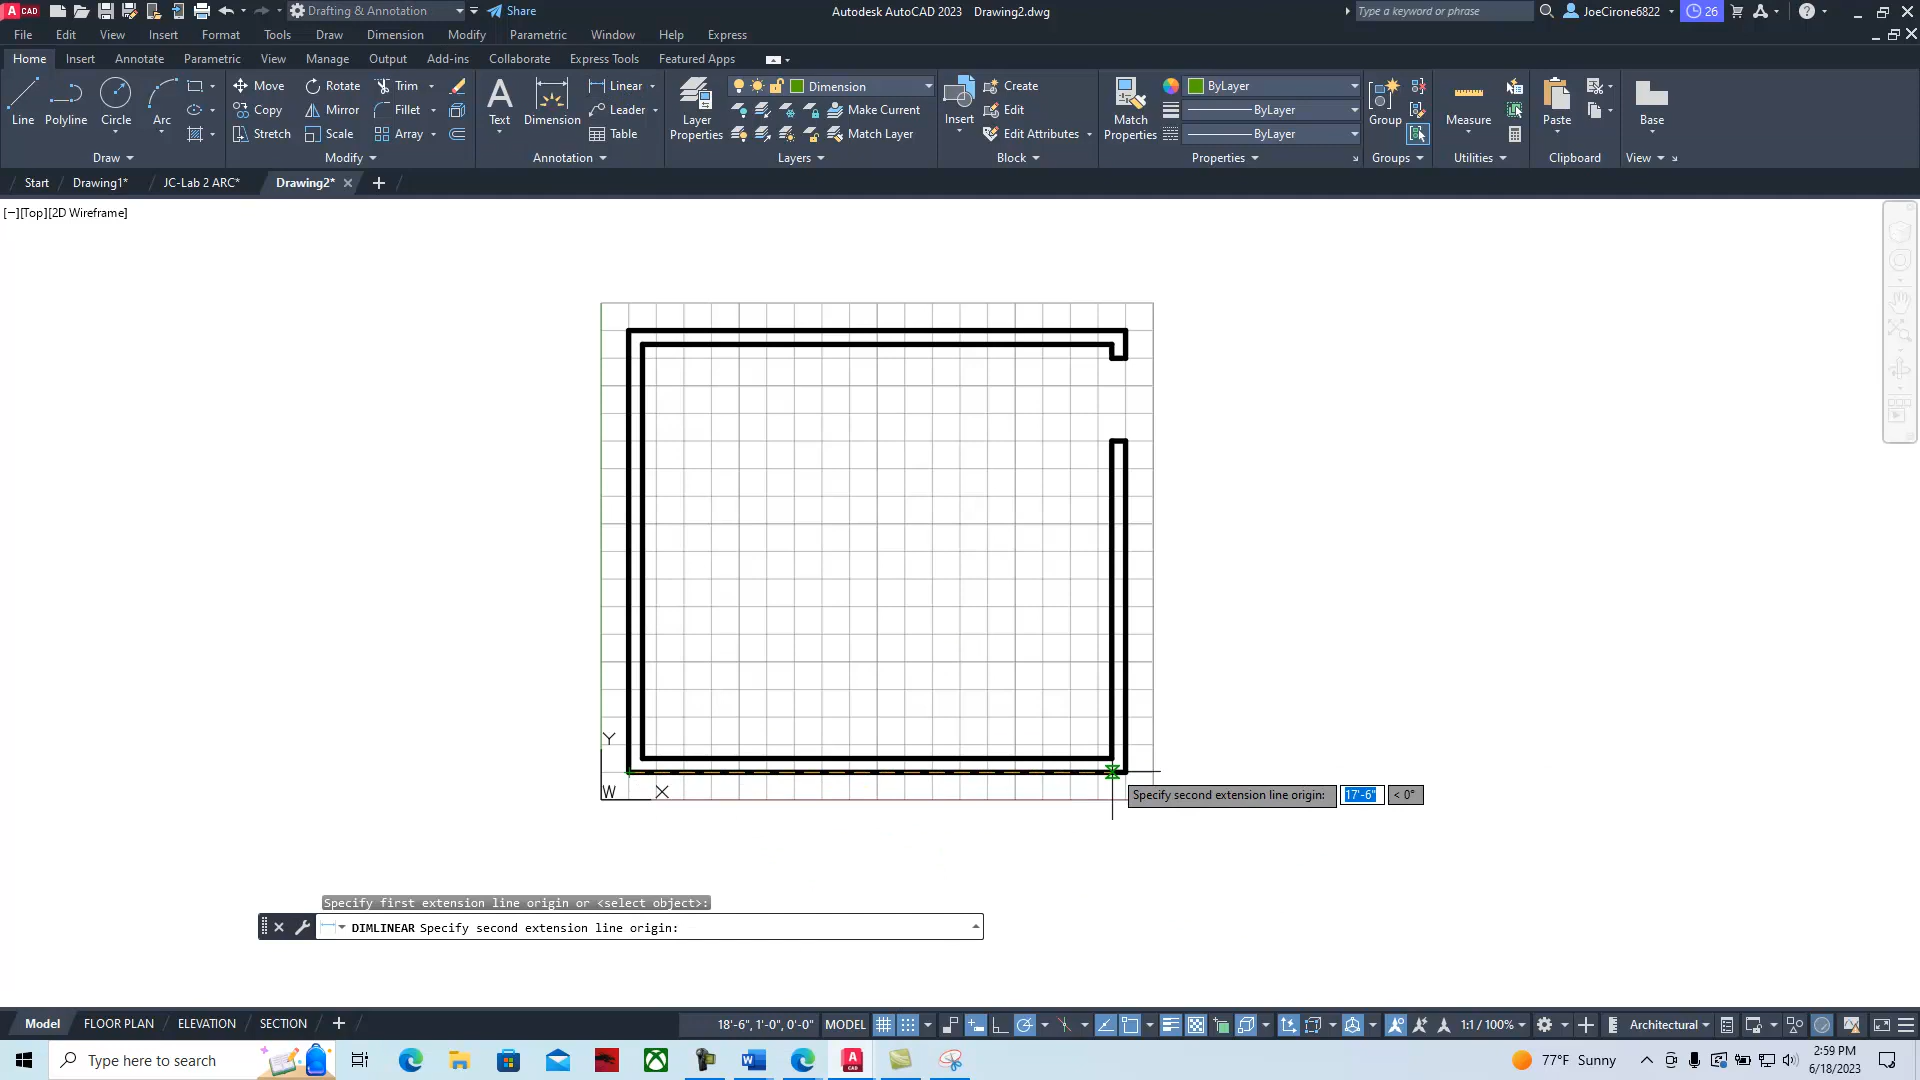 A CAD Drafting & Annotation Share Autodesk AutoCAD 2023 Drawing2.dwg Type a keyword or phrase JoeCirone6822 26 ?
File Edit View Insert Format Tools Draw Dimension Modify Parametric Window Help Express
Home Insert Annotate Parametric View Manage Output Add-ins Collaborate Express Tools Featured Apps
Line Polyline Circle Arc
Move Rotate Trim
Copy Mirror Fillet
Stretch Scale Array
Text Dimension
Linear
Leader
Table
Layer Properties
Dimension
Make Current
Match Layer
Insert
Create
Edit
Edit Attributes
Match Properties
ByLayer
ByLayer
ByLayer
Group
Measure
Paste
Base
Draw Modify Annotation Layers Block Properties Groups Utilities Clipboard View
Start Drawing1* JC-Lab 2 ARC* Drawing2*
[−][Top][2D Wireframe]
Y
W X
Specify second extension line origin: 17'-6" < 0°
Specify first extension line origin or <select object>:
DIMLINEAR Specify second extension line origin:
Model FLOOR PLAN ELEVATION SECTION 18'-6", 1'-0", 0'-0" MODEL 1:1 / 100% Architectural
Type here to search 77°F Sunny 2:59 PM
6/18/2023